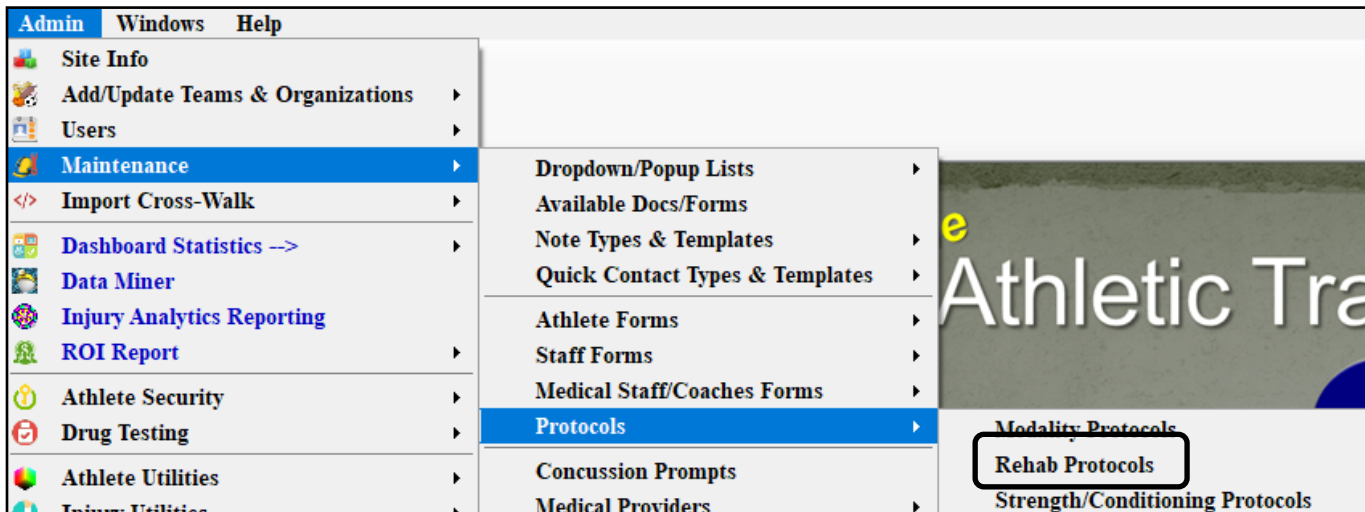 Admin Windows Help
Site Info
Add/Update Teams & Organizations
Users
Maintenance
Import Cross-Walk
Dashboard Statistics -->
Data Miner
Injury Analytics Reporting
ROI Report
Athlete Security
Drug Testing
Athlete Utilities
Injury Utilities
Dropdown/Popup Lists
Available Docs/Forms
Note Types & Templates
Quick Contact Types & Templates
Athlete Forms
Staff Forms
Medical Staff/Coaches Forms
Protocols
Concussion Prompts
Medical Providers
Modality Protocols
Rehab Protocols
Strength/Conditioning Protocols
e
Athletic Tra